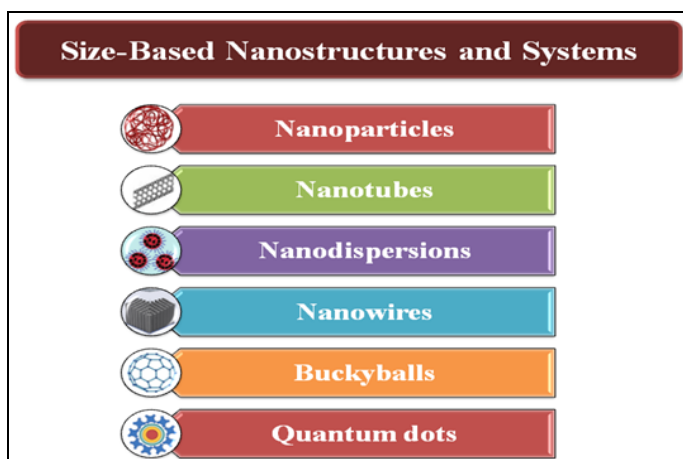 Size-Based Nanostructures and Systems
Nanoparticles
Nanotubes
Nanodispersions
Nanowires
Buckyballs
Quantum dots